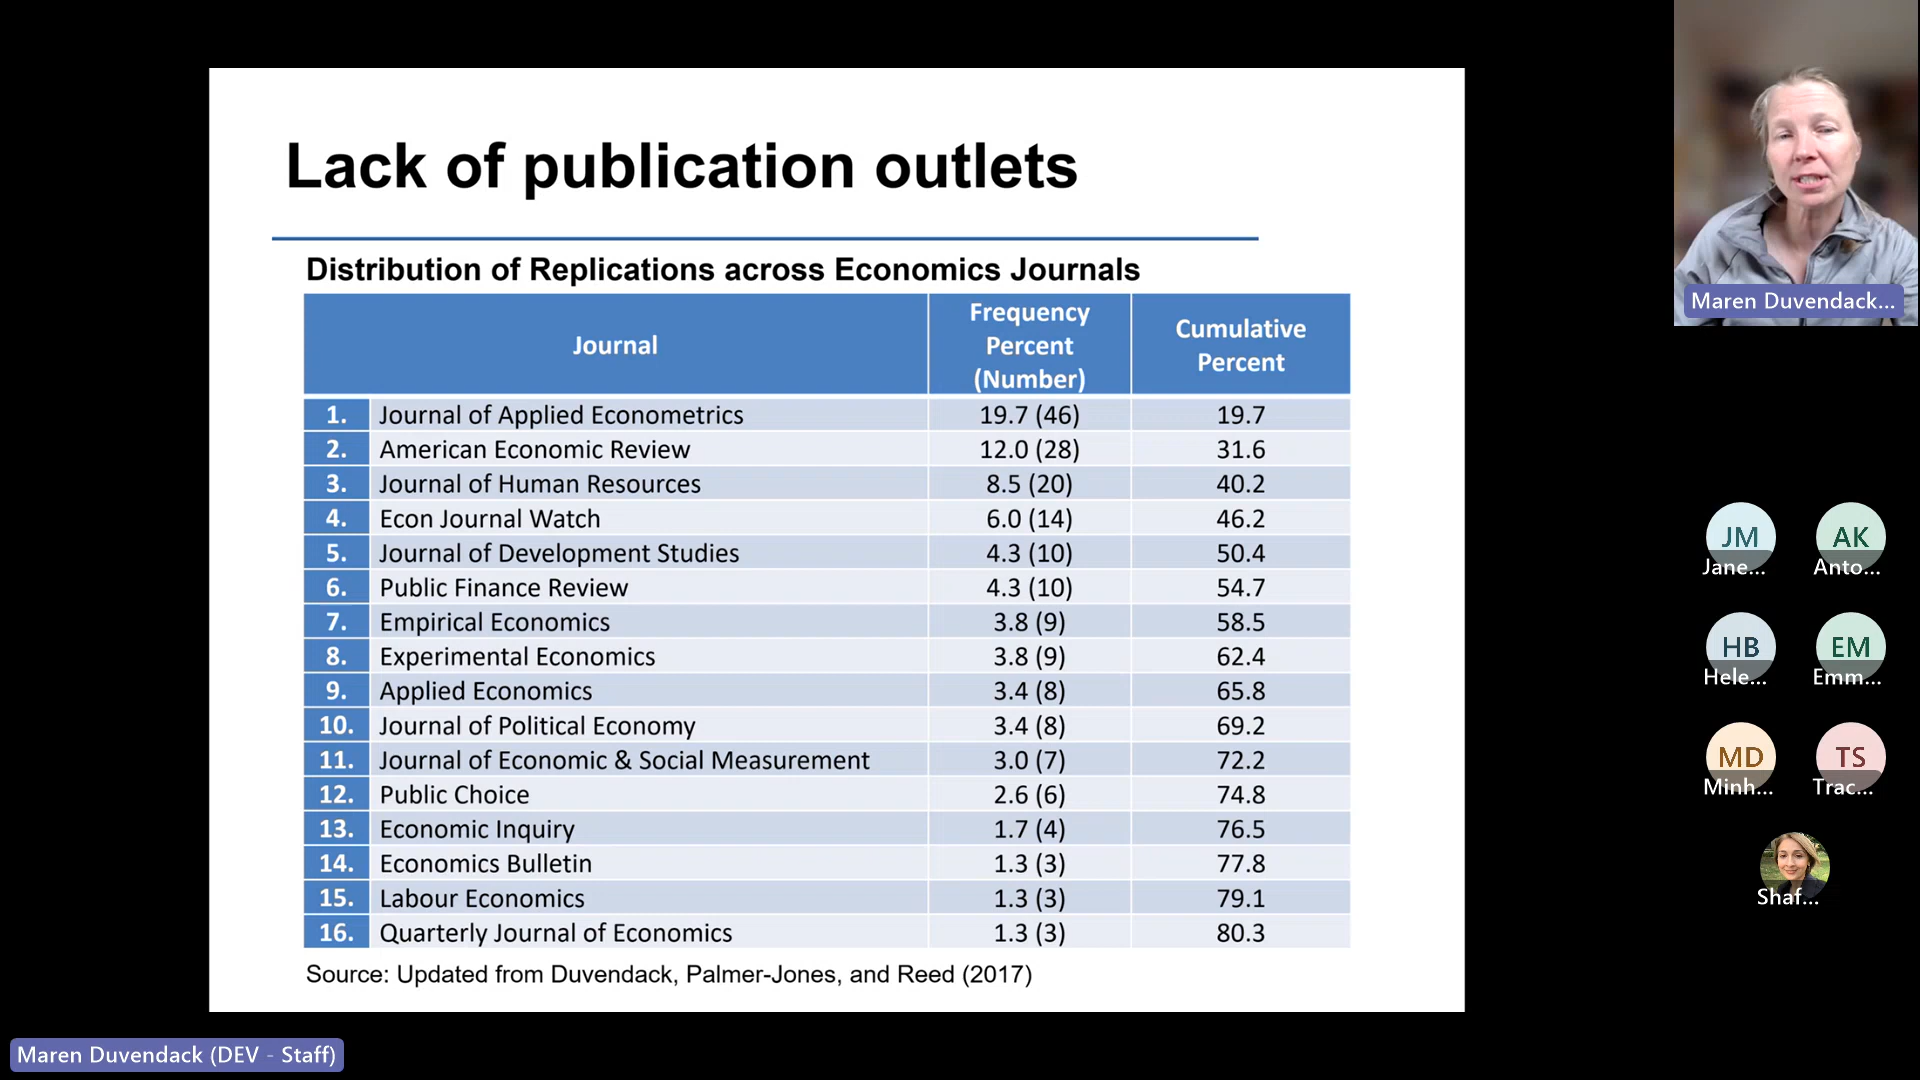 Lack of publication outlets
Distribution of Replications across Economics Journals
Journal
Frequency
Percent
(Number)
Cumulative
Percent
1. Journal of Applied Econometrics 19.7 (46) 19.7
2. American Economic Review 12.0 (28) 31.6
3. Journal of Human Resources 8.5 (20) 40.2
4. Econ Journal Watch 6.0 (14) 46.2
5. Journal of Development Studies 4.3 (10) 50.4
6. Public Finance Review 4.3 (10) 54.7
7. Empirical Economics 3.8 (9) 58.5
8. Experimental Economics 3.8 (9) 62.4
9. Applied Economics 3.4 (8) 65.8
10. Journal of Political Economy 3.4 (8) 69.2
11. Journal of Economic & Social Measurement 3.0 (7) 72.2
12. Public Choice 2.6 (6) 74.8
13. Economic Inquiry 1.7 (4) 76.5
14. Economics Bulletin 1.3 (3) 77.8
15. Labour Economics 1.3 (3) 79.1
16. Quarterly Journal of Economics 1.3 (3) 80.3
Source: Updated from Duvendack, Palmer-Jones, and Reed (2017)
Maren Duvendack...
JM AK
Jane... Anto...
HB EM
Hele... Emm...
MD TS
Minh... Trac...
Shaf...
Maren Duvendack (DEV - Staff)